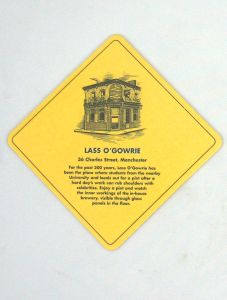 LASS O'GOWRIE
36 Charles Street, Manchester
For the past 200 years, Lass O'Gowrie has
been the place where students from the nearby
University and locals out for a pint after a
hard day's work can rub shoulders with
celebrities. Enjoy a pint and watch
the inner workings of the in-house
brewery, visible through glass
panels in the floor.